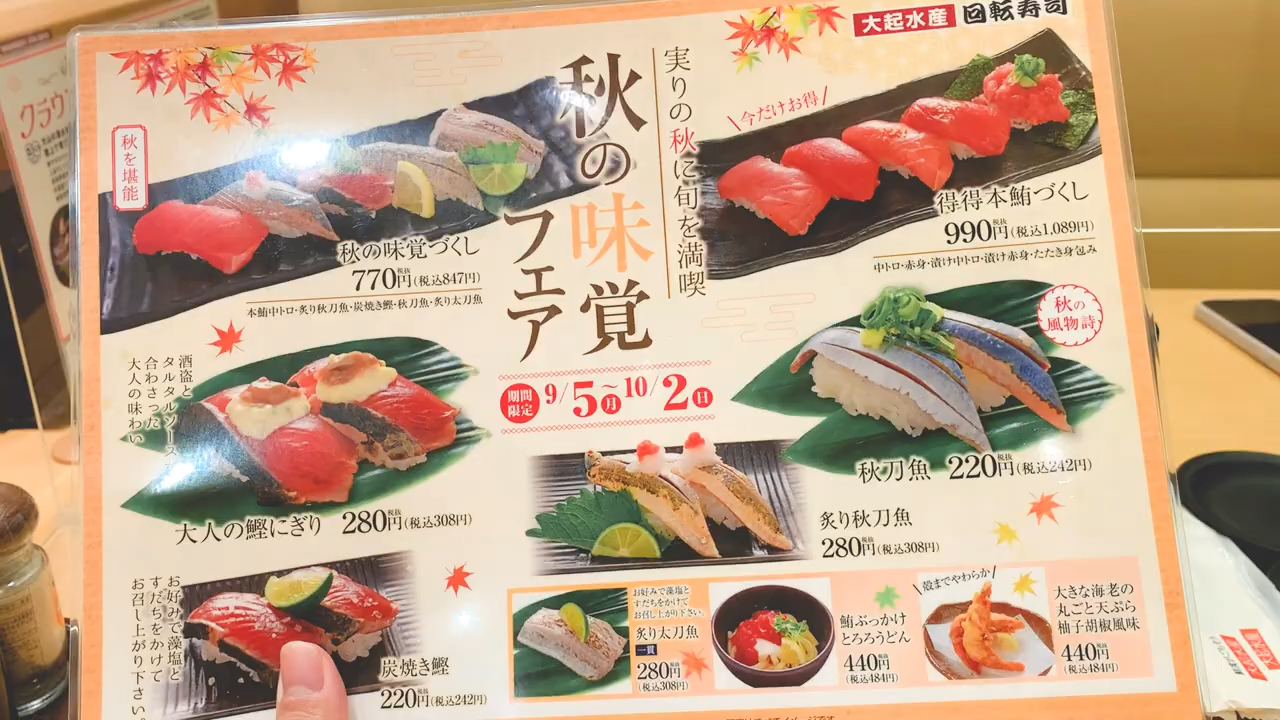 大起水産 回転寿司
秋の味覚フェア
実りの秋に旬を満喫
期間限定 9/5月~10/2日
秋を堪能
秋の味覚づくし
770円税抜(税込847円)
本鮪中トロ・炙り秋刀魚・炭焼き鰹・秋刀魚・炙り太刀魚
今だけお得
得得本鮪づくし
990円税抜(税込1,089円)
中トロ・赤身・漬け中トロ・漬け赤身・たたき身包み
酒盗と
タルタルソースが
合わさった
大人の味わい
大人の鰹にぎり 280円税抜(税込308円)
秋の
風物詩
秋刀魚 220円税抜(税込242円)
炙り秋刀魚
280円税抜(税込308円)
お好みで藻塩と
すだちをかけて
お召し上がり下さい。
炭焼き鰹
220円税抜(税込242円)
お好みで藻塩と
すだちをかけて
お召し上がり下さい。
炙り太刀魚
一貫
280円税抜
(税込308円)
鮪ぶっかけ
とろろうどん
440円税抜
(税込484円)
殻までやわらか
大きな海老の
丸ごと天ぷら
柚子胡椒風味
440円税抜
(税込484円)
クラウン